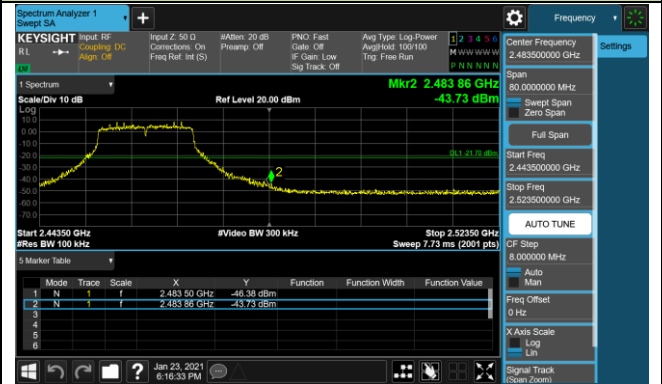 Spectrum Analyzer 1
Swept SA
+
Frequency
KEYSIGHT
RL
Input: RF
Coupling: DC
Align: Off
Input Z: 50 Ω
Corrections: On
Freq Ref: Int (S)
#Atten: 20 dB
Preamp: Off
PNO: Fast
Gate: Off
IF Gain: Low
Sig Track: Off
Avg Type: Log-Power
Avg|Hold: 100/100
Trig: Free Run
1 2 3 4 5 6
M W W W W W
P N N N N N
1 Spectrum
Mkr2 2.483 86 GHz
Scale/Div 10 dB
Ref Level 20.00 dBm
-43.73 dBm
Log
10.0
0.00
-10.0
-20.0
DL1 -21.70 dBm
-30.0
-40.0
2
-50.0
-60.0
-70.0
Start 2.44350 GHz
#Video BW 300 kHz
Stop 2.52350 GHz
#Res BW 100 kHz
Sweep 7.73 ms (2001 pts)
5 Marker Table
Mode Trace Scale X Y Function Function Width Function Value
1 N 1 f 2.483 50 GHz -46.38 dBm
2 N 1 f 2.483 86 GHz -43.73 dBm
3
4
5
6
?
Jan 23, 2021
6:16:33 PM
Center Frequency
2.483500000 GHz
Settings
Span
80.0000000 MHz
Swept Span
Zero Span
Full Span
Start Freq
2.443500000 GHz
Stop Freq
2.523500000 GHz
AUTO TUNE
CF Step
8.000000 MHz
Auto
Man
Freq Offset
0 Hz
X Axis Scale
Log
Lin
Signal Track
(Span Zoom)